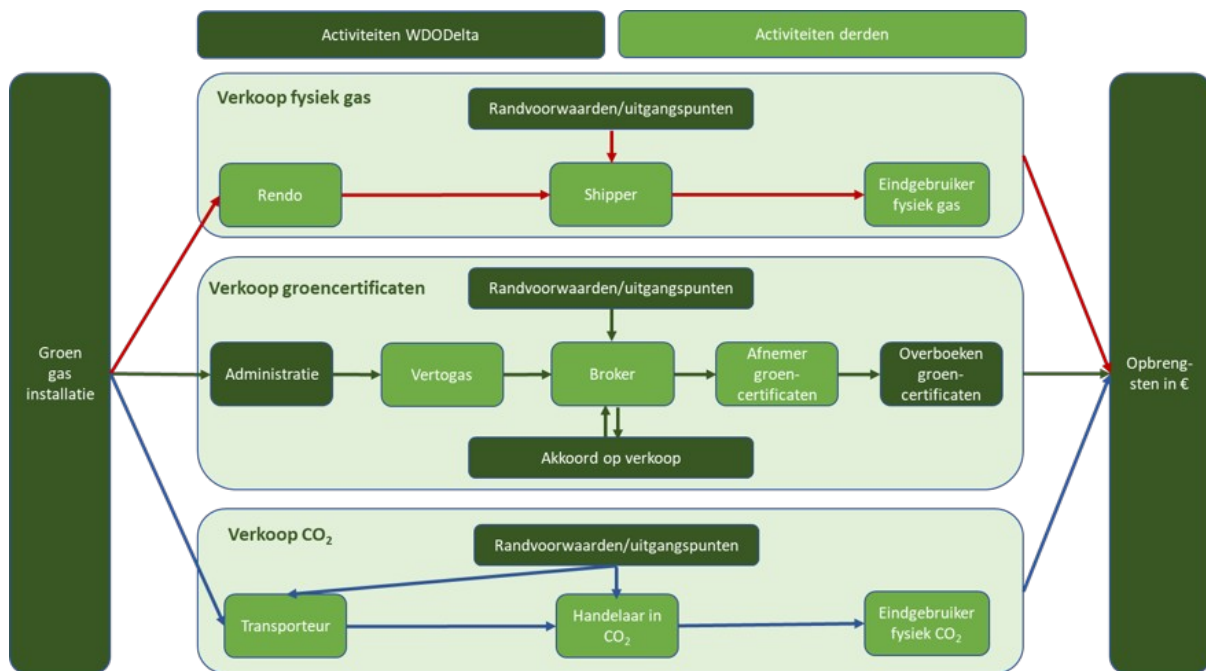 Activiteiten WDODelta
Activiteiten derden
Groen
gas
installatie
Verkoop fysiek gas
Randvoorwaarden/uitgangspunten
Rendo
Shipper
Eindgebruiker
fysiek gas
Verkoop groencertificaten
Randvoorwaarden/uitgangspunten
Administratie
Vertogas
Broker
Afnemer
groen-
certificaten
Overboeken
groen-
certificaten
Akkoord op verkoop
Verkoop CO₂
Randvoorwaarden/uitgangspunten
Transporteur
Handelaar in
CO₂
Eindgebruiker
fysiek CO₂
Opbreng-
sten in €